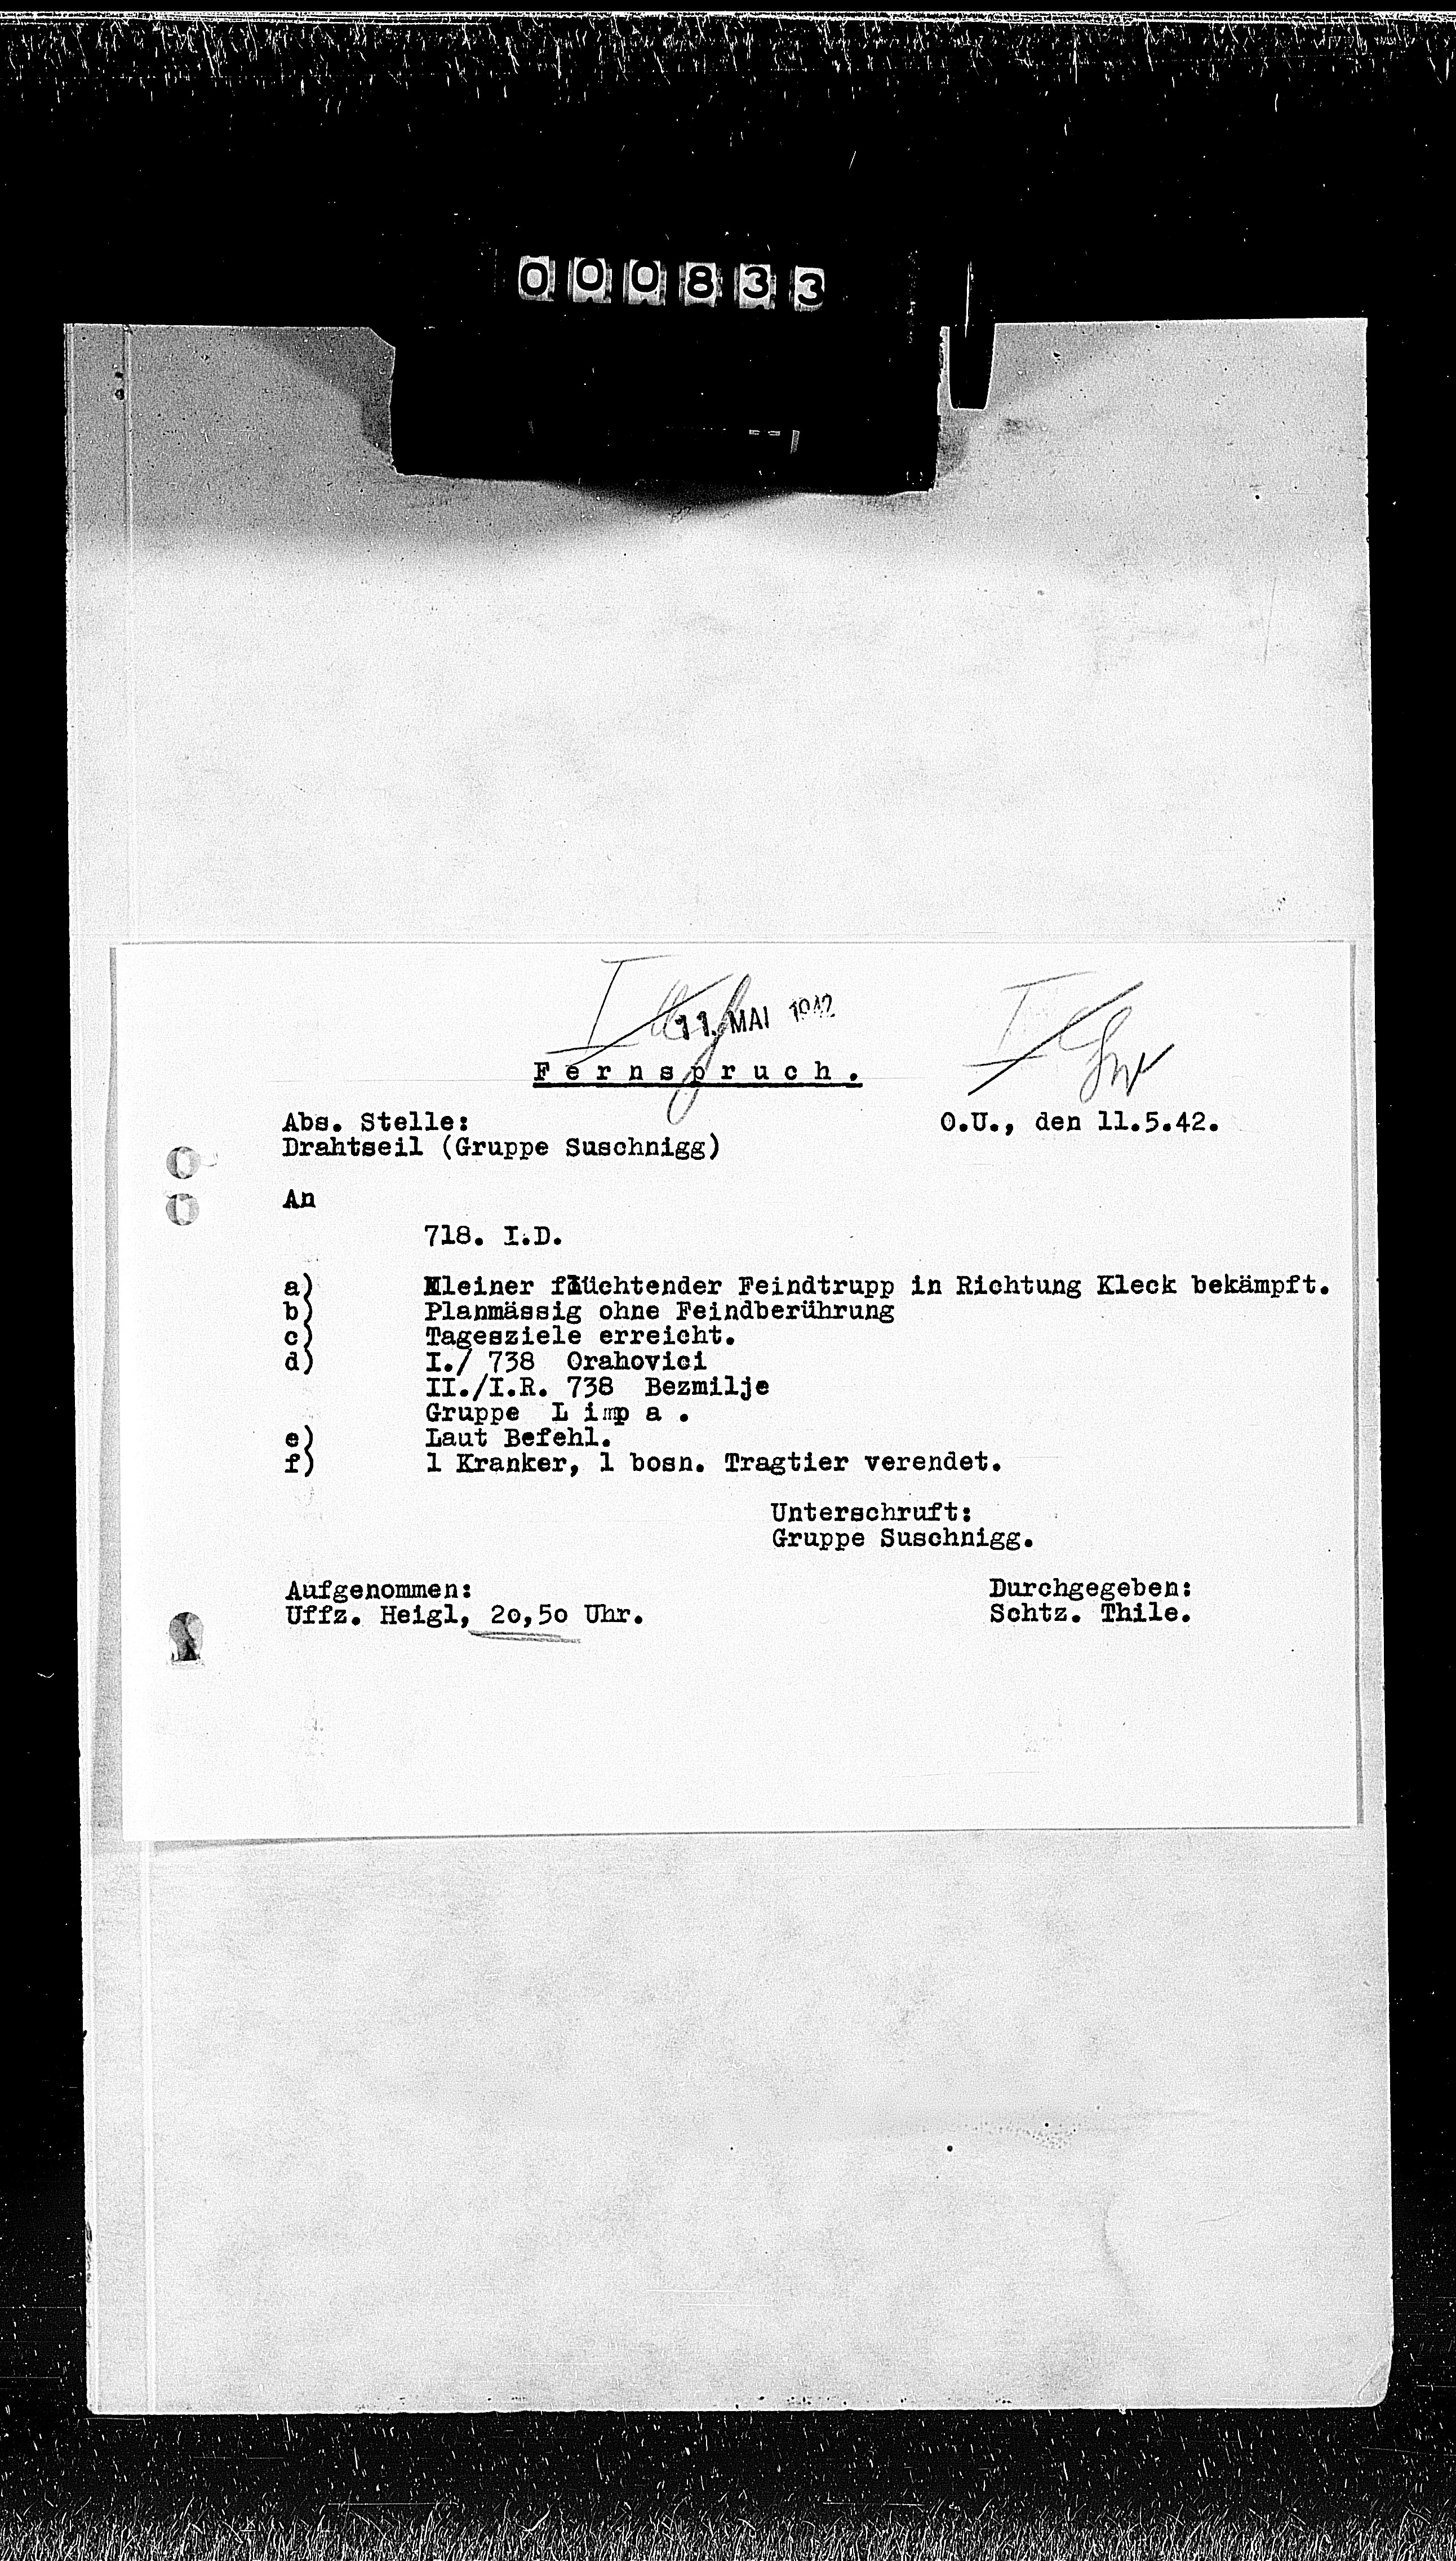 000833
11. MAI 1942
Fernspruch.
Abs. Stelle:
O.U., den 11.5.42.
Drahtseil (Gruppe Suschnigg)
An
718. I.D.
a) Kleiner flüchtender Feindtrupp in Richtung Kleck bekämpft.
b) Planmässig ohne Feindberührung
c) Tagesziele erreicht.
d) I./ 738 Orahovici
II./I.R. 738 Bezmilje
Gruppe L i m p a .
e) Laut Befehl.
f) 1 Kranker, 1 bosn. Tragtier verendet.
Unterschruft:
Gruppe Suschnigg.
Aufgenommen: Durchgegeben:
Uffz. Heigl, 20,50 Uhr. Schtz. Thile.